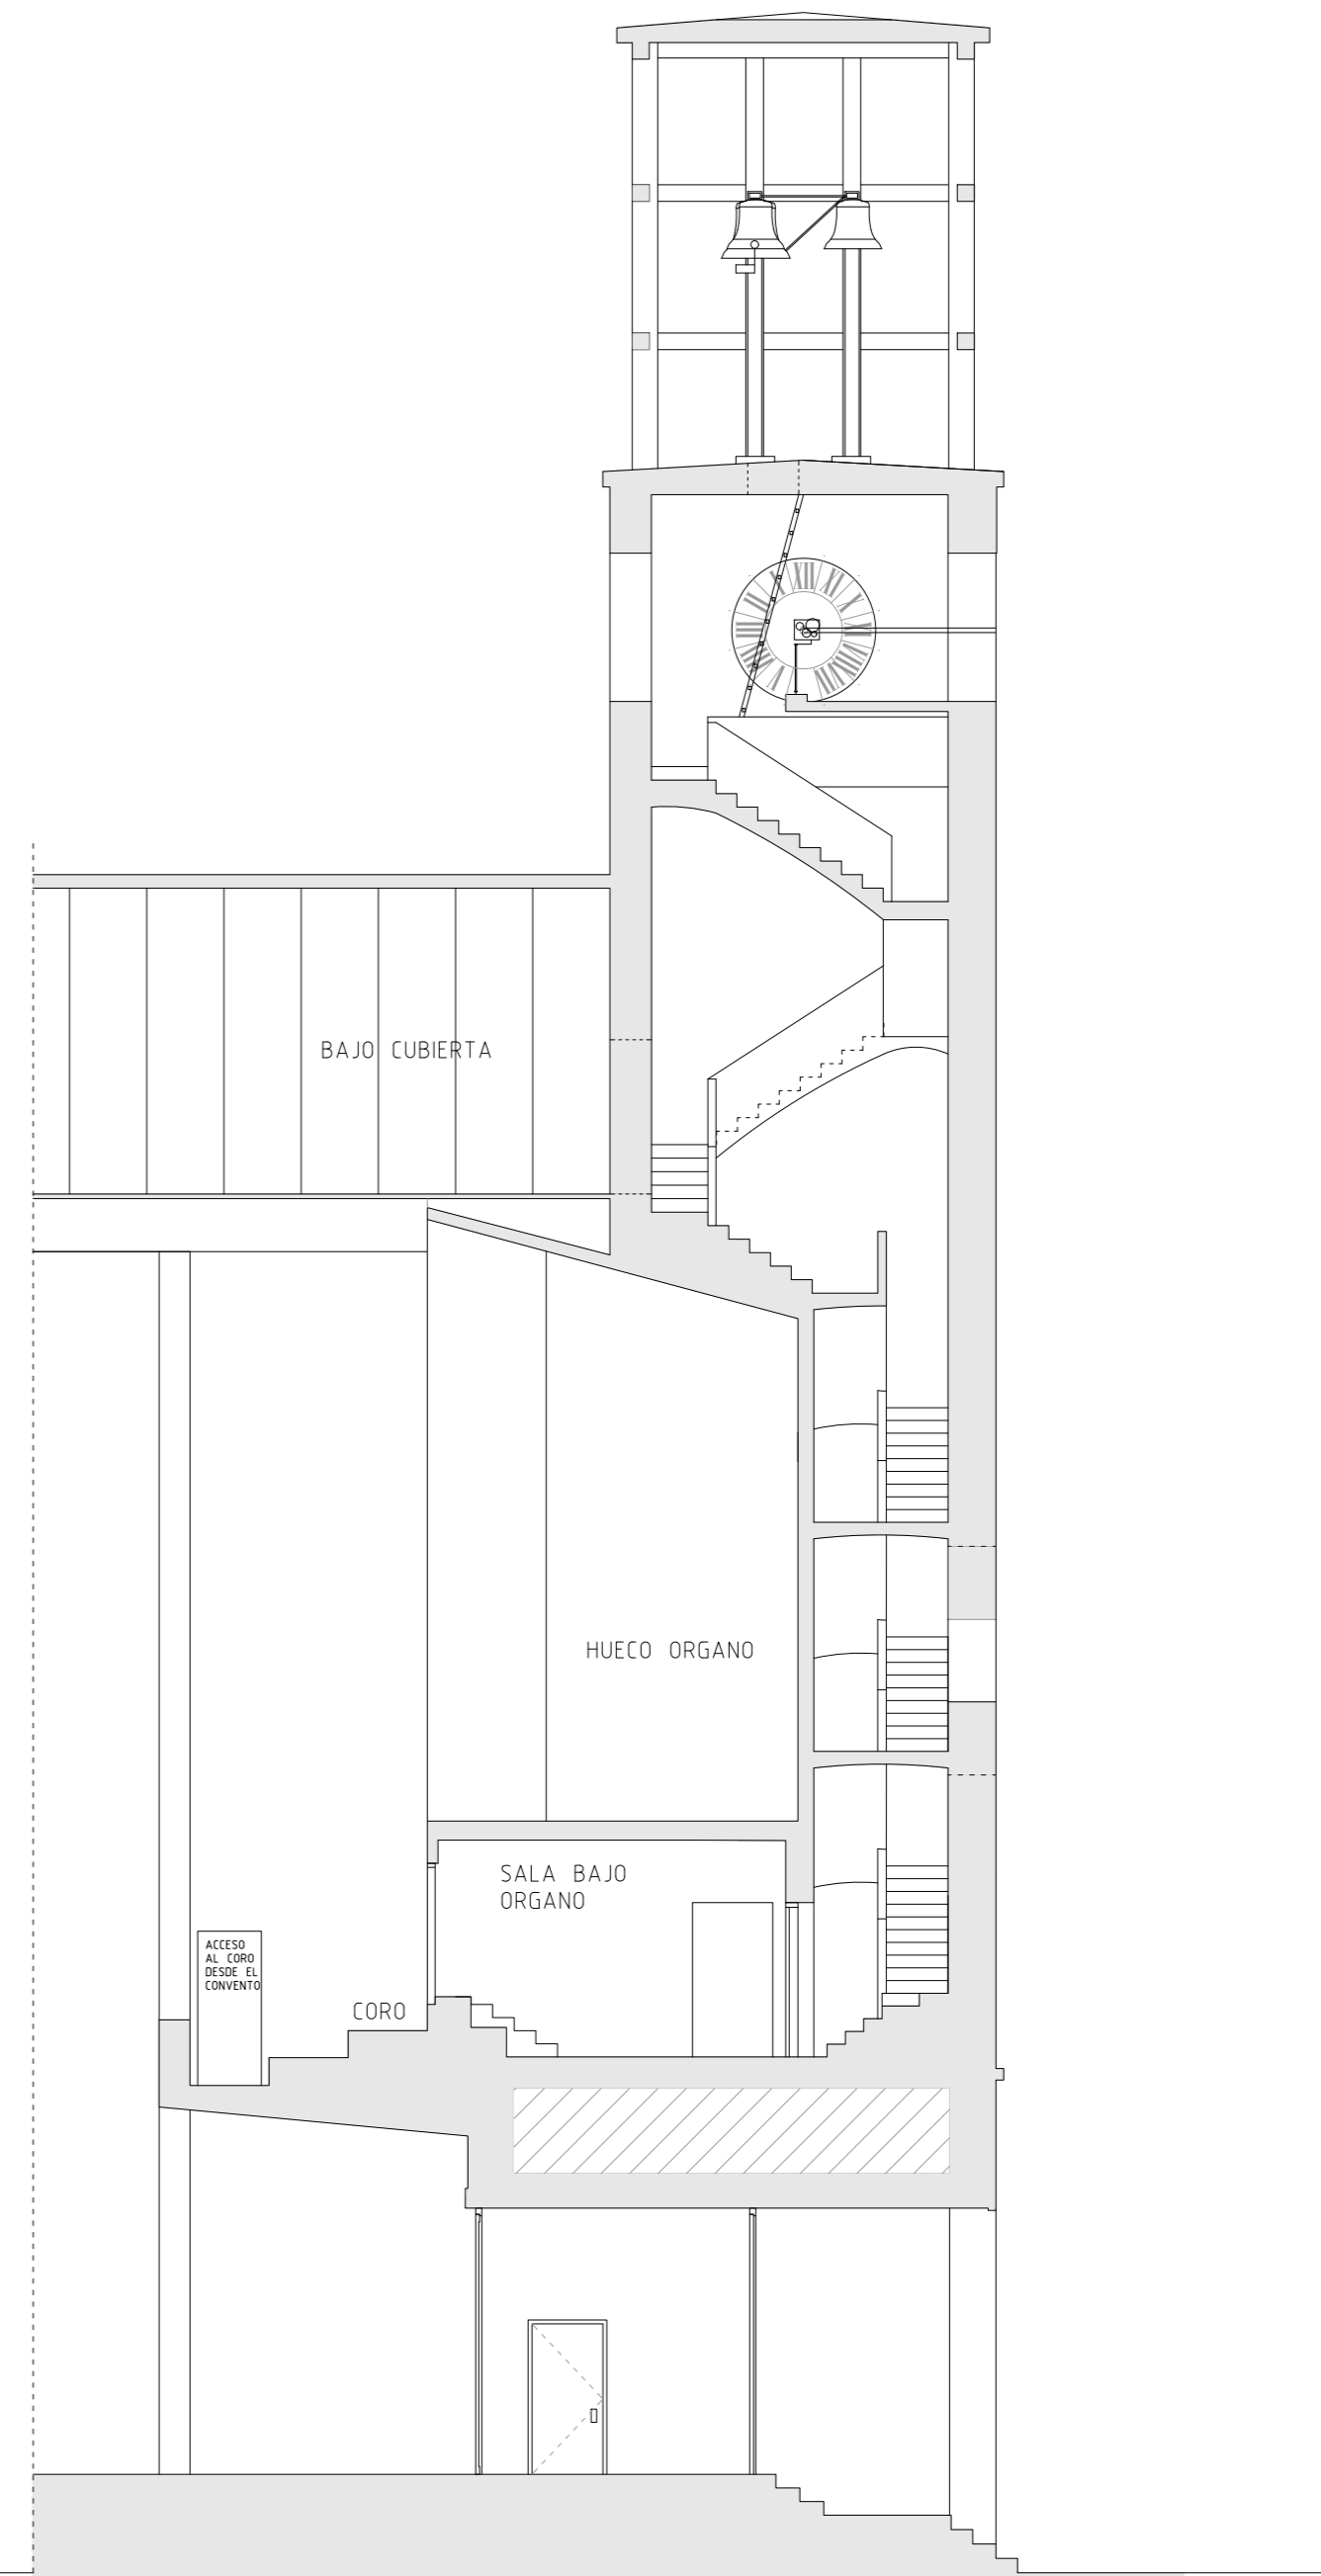 BAJO CUBIERTA
HUECO ORGANO
SALA BAJO
ORGANO
ACCESO
AL CORO
DESDE EL
CONVENTO
CORO